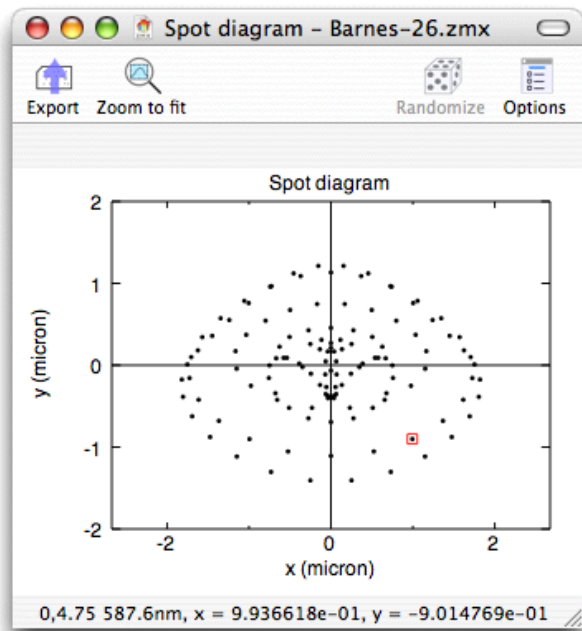 Spot diagram – Barnes-26.zmx
Export Zoom to fit Randomize Options
Spot diagram
2
1
0
-1
-2
y (micron)
-2 0 2
x (micron)
0,4.75 587.6nm, x = 9.936618e-01, y = -9.014769e-01